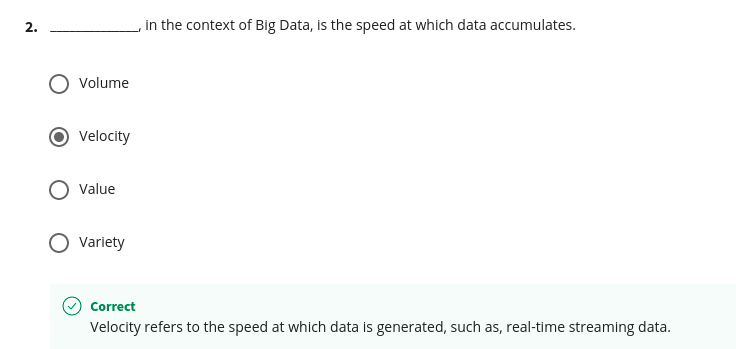 2. ______________, in the context of Big Data, is the speed at which data accumulates.
Volume
Velocity
Value
Variety
Correct
Velocity refers to the speed at which data is generated, such as, real-time streaming data.